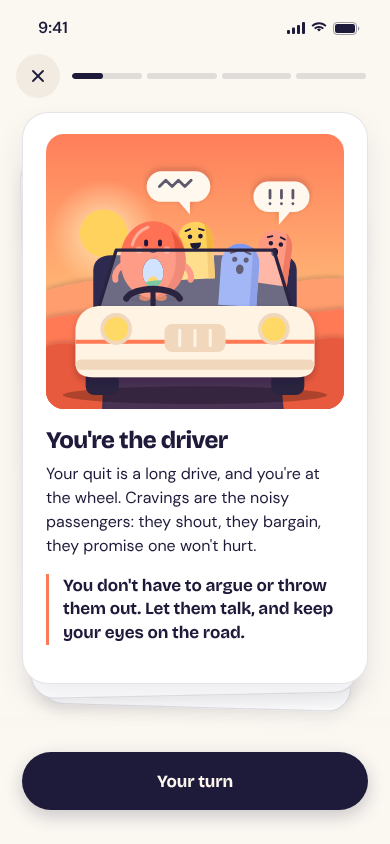 9:41
!!!
You're the driver
Your quit is a long drive, and you're at
the wheel. Cravings are the noisy
passengers: they shout, they bargain,
they promise one won't hurt.
You don't have to argue or throw
them out. Let them talk, and keep
your eyes on the road.
Your turn